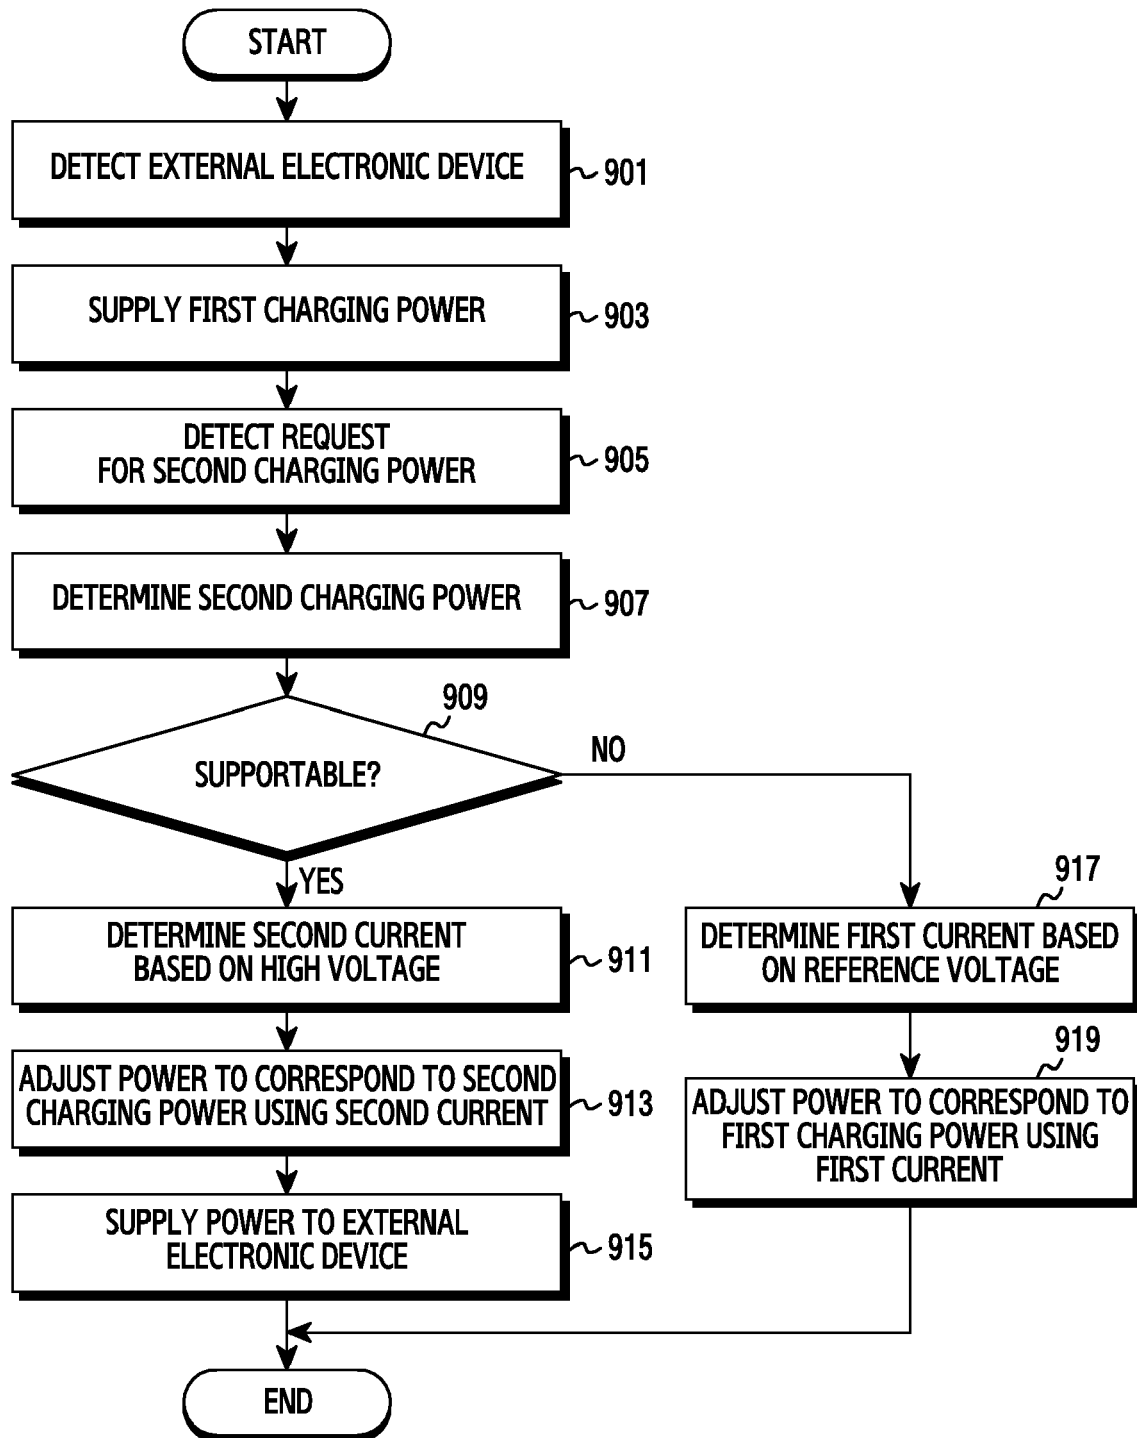 START
DETECT EXTERNAL ELECTRONIC DEVICE
901
SUPPLY FIRST CHARGING POWER
903
DETECT REQUEST
FOR SECOND CHARGING POWER
905
DETERMINE SECOND CHARGING POWER
907
909
SUPPORTABLE?
NO
YES
DETERMINE SECOND CURRENT
BASED ON HIGH VOLTAGE
911
ADJUST POWER TO CORRESPOND TO SECOND
CHARGING POWER USING SECOND CURRENT
913
SUPPLY POWER TO EXTERNAL
ELECTRONIC DEVICE
915
917
DETERMINE FIRST CURRENT BASED
ON REFERENCE VOLTAGE
919
ADJUST POWER TO CORRESPOND TO
FIRST CHARGING POWER USING
FIRST CURRENT
END